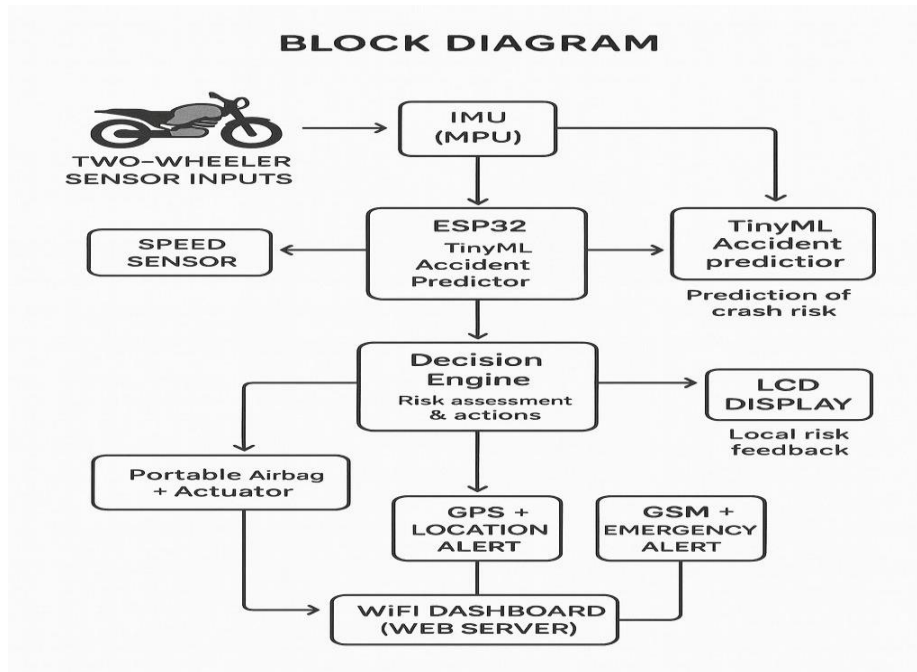 BLOCK DIAGRAM
TWO-WHEELER
SENSOR INPUTS
IMU
(MPU)
SPEED
SENSOR
ESP32
TinyML
Accident
Predictor
TinyML
Accident
predictior
Prediction of
crash risk
Decision
Engine
Risk assessment
& actions
LCD
DISPLAY
Local risk
feedback
Portable Airbag
+ Actuator
GPS +
LOCATION
ALERT
GSM +
EMERGENCY
ALERT
WiFI DASHBOARD
(WEB SERVER)